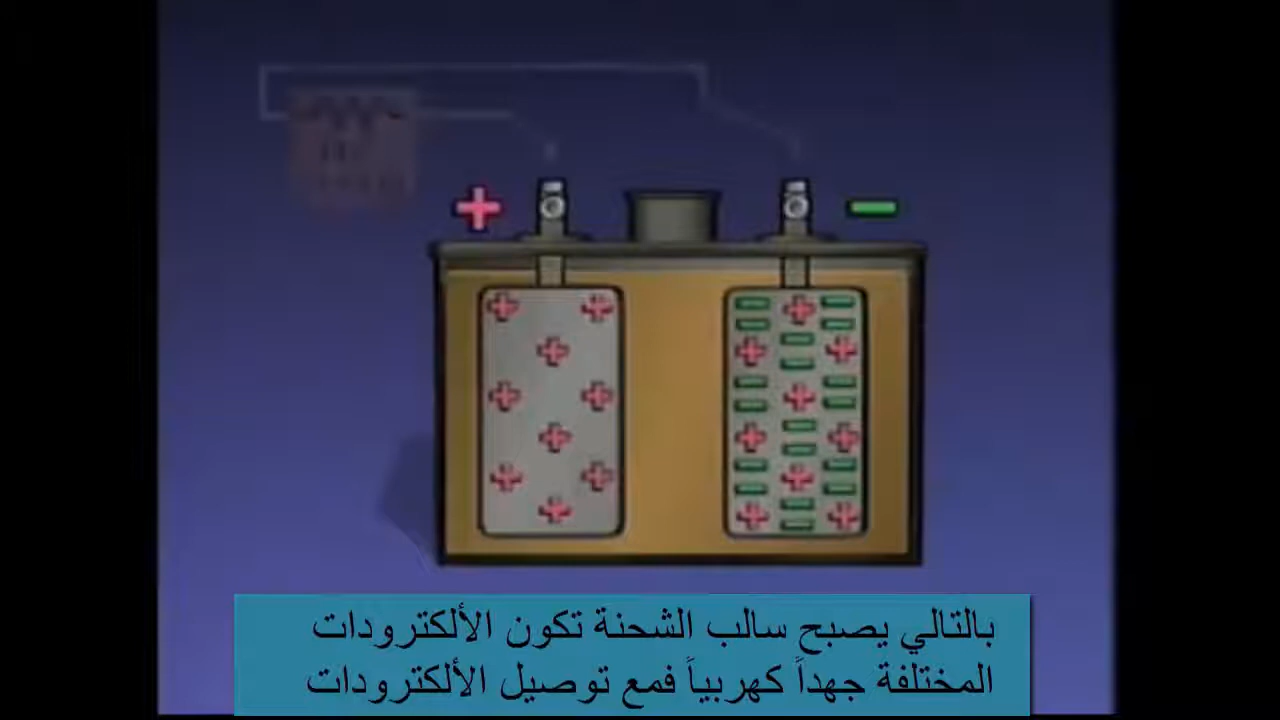 بالتالي يصبح سالب الشحنة تكون الألكترودات
المختلفة جهداً كهربياً فمع توصيل الألكترودات